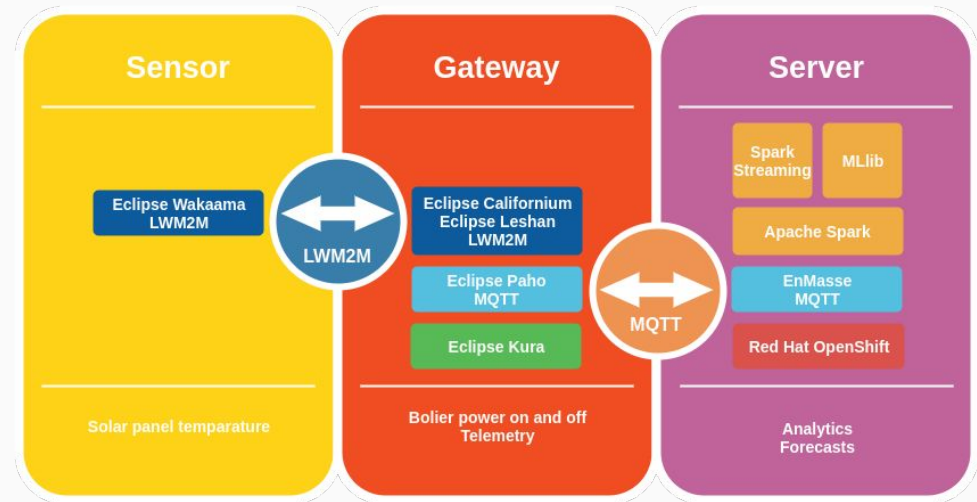 Sensor
Eclipse Wakaama
LWM2M
Solar panel temparature
LWM2M
Gateway
Eclipse Californium
Eclipse Leshan
LWM2M
Eclipse Paho
MQTT
Eclipse Kura
Bolier power on and off
Telemetry
MQTT
Server
Spark
Streaming
MLlib
Apache Spark
EnMasse
MQTT
Red Hat OpenShift
Analytics
Forecasts